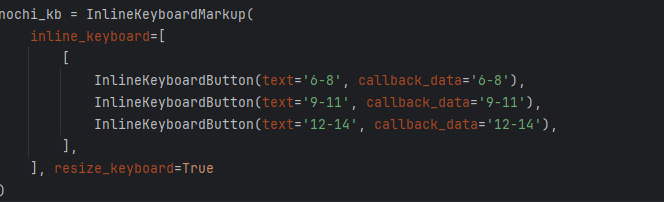 nochi_kb = InlineKeyboardMarkup(
    inline_keyboard=[
        [
            InlineKeyboardButton(text='6-8', callback_data='6-8'),
            InlineKeyboardButton(text='9-11', callback_data='9-11'),
            InlineKeyboardButton(text='12-14', callback_data='12-14'),
        ],
    ], resize_keyboard=True
)